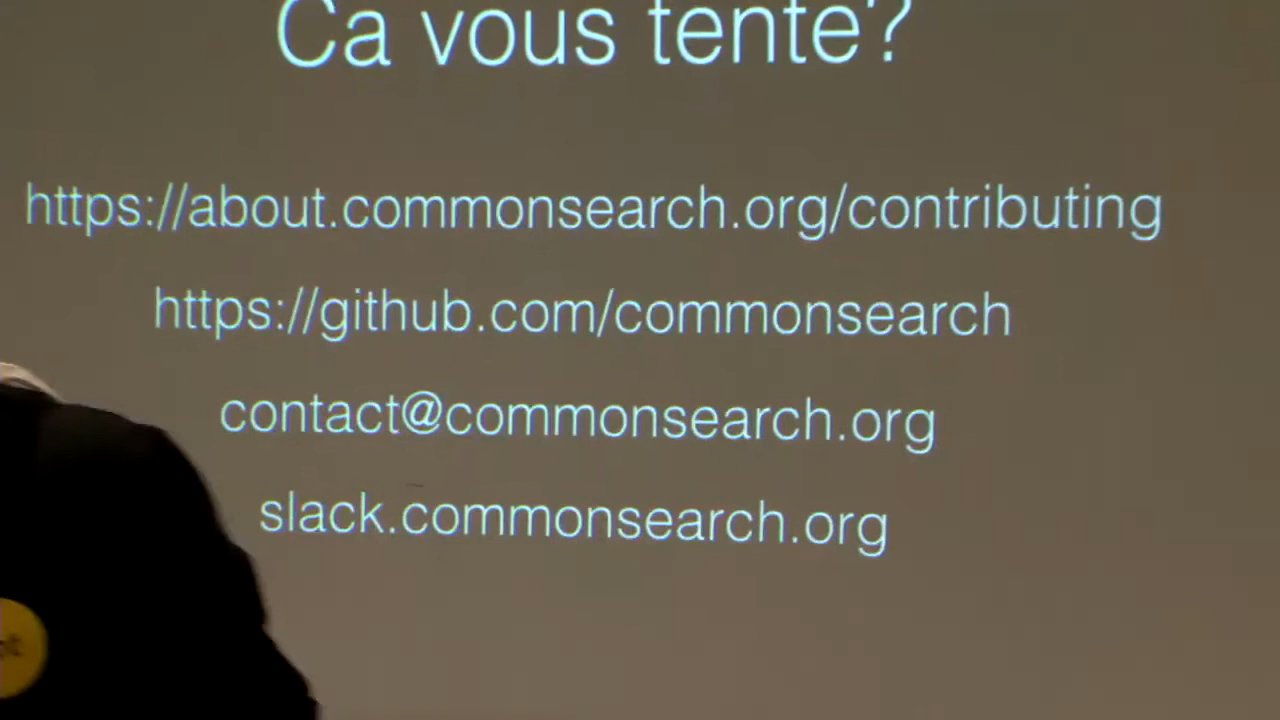 Ca vous tente?
https://about.commonsearch.org/contributing
https://github.com/commonsearch
contact@commonsearch.org
slack.commonsearch.org